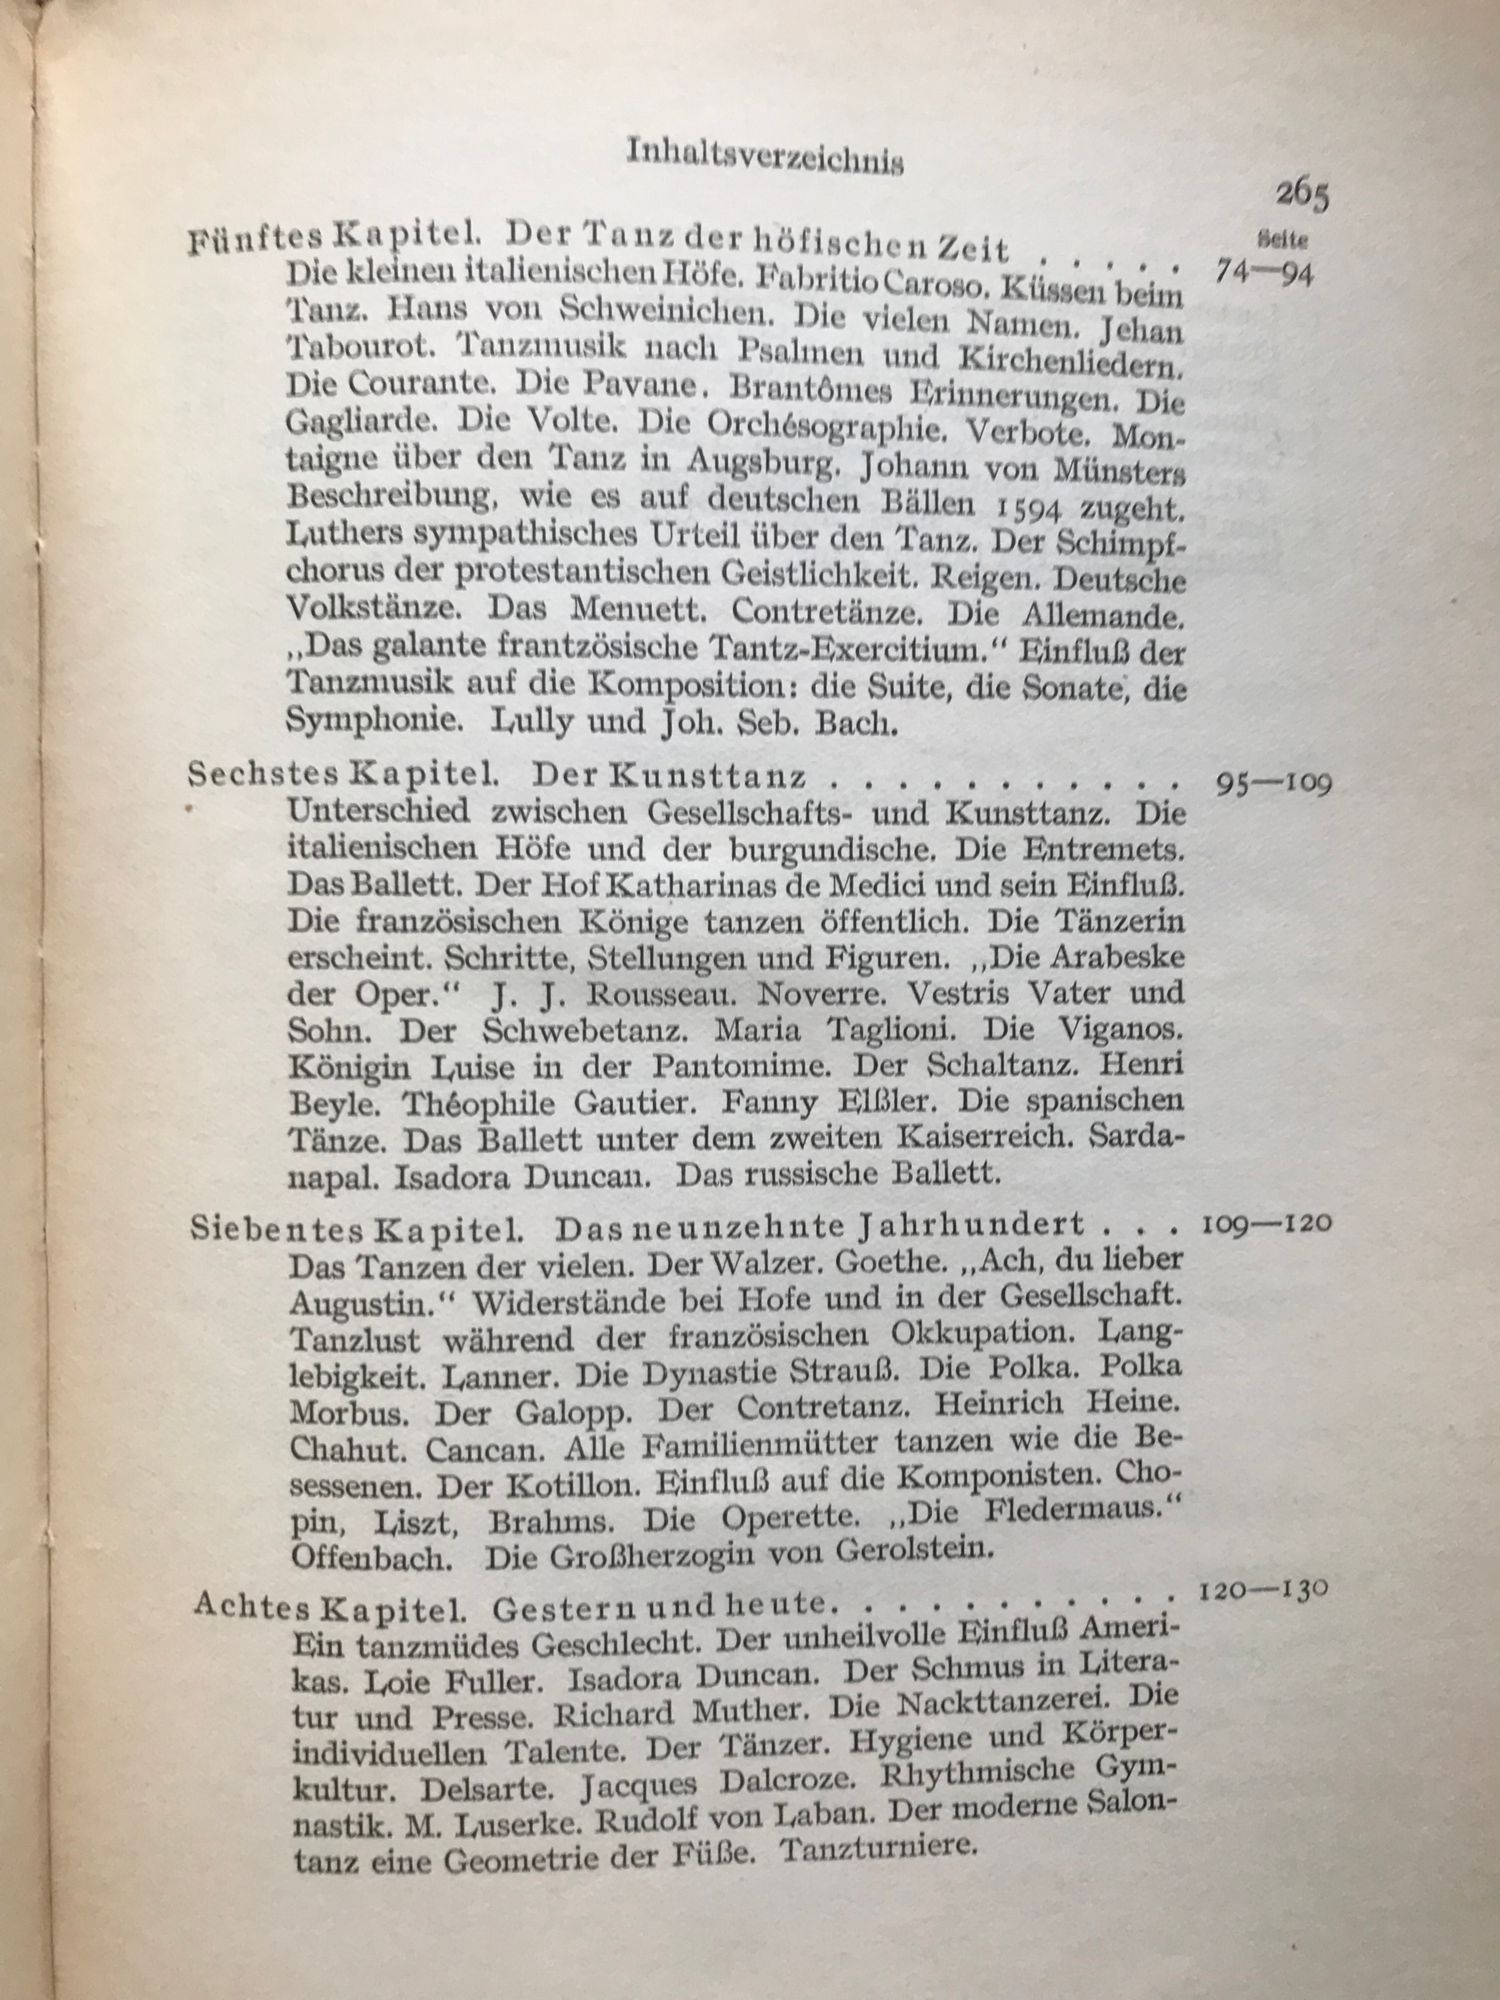 Inhaltsverzeichnis
265
Seite
Fünftes Kapitel. Der Tanz der höfischen Zeit . . . . . 74—94
Die kleinen italienischen Höfe. Fabritio Caroso. Küssen beim
Tanz. Hans von Schweinichen. Die vielen Namen. Jehan
Tabourot. Tanzmusik nach Psalmen und Kirchenliedern.
Die Courante. Die Pavane. Brantômes Erinnerungen. Die
Gagliarde. Die Volte. Die Orchésographie. Verbote. Mon-
taigne über den Tanz in Augsburg. Johann von Münsters
Beschreibung, wie es auf deutschen Bällen 1594 zugeht.
Luthers sympathisches Urteil über den Tanz. Der Schimpf-
chorus der protestantischen Geistlichkeit. Reigen. Deutsche
Volkstänze. Das Menuett. Contretänze. Die Allemande.
„Das galante frantzösische Tantz-Exercitium.“ Einfluß der
Tanzmusik auf die Komposition: die Suite, die Sonate, die
Symphonie. Lully und Joh. Seb. Bach.
Sechstes Kapitel. Der Kunsttanz . . . . . . . . . . . 95—109
Unterschied zwischen Gesellschafts- und Kunsttanz. Die
italienischen Höfe und der burgundische. Die Entremets.
Das Ballett. Der Hof Katharinas de Medici und sein Einfluß.
Die französischen Könige tanzen öffentlich. Die Tänzerin
erscheint. Schritte, Stellungen und Figuren. „Die Arabeske
der Oper.“ J. J. Rousseau. Noverre. Vestris Vater und
Sohn. Der Schwebetanz. Maria Taglioni. Die Viganos.
Königin Luise in der Pantomime. Der Schaltanz. Henri
Beyle. Théophile Gautier. Fanny Elßler. Die spanischen
Tänze. Das Ballett unter dem zweiten Kaiserreich. Sarda-
napal. Isadora Duncan. Das russische Ballett.
Siebentes Kapitel. Das neunzehnte Jahrhundert . . . 109—120
Das Tanzen der vielen. Der Walzer. Goethe. „Ach, du lieber
Augustin.“ Widerstände bei Hofe und in der Gesellschaft.
Tanzlust während der französischen Okkupation. Lang-
lebigkeit. Lanner. Die Dynastie Strauß. Die Polka. Polka
Morbus. Der Galopp. Der Contretanz. Heinrich Heine.
Chahut. Cancan. Alle Familienmütter tanzen wie die Be-
sessenen. Der Kotillon. Einfluß auf die Komponisten. Cho-
pin, Liszt, Brahms. Die Operette. „Die Fledermaus.“
Offenbach. Die Großherzogin von Gerolstein.
Achtes Kapitel. Gestern und heute. . . . . . . . . . . 120—130
Ein tanzmüdes Geschlecht. Der unheilvolle Einfluß Ameri-
kas. Loie Fuller. Isadora Duncan. Der Schmus in Litera-
tur und Presse. Richard Muther. Die Nackttanzerei. Die
individuellen Talente. Der Tänzer. Hygiene und Körper-
kultur. Delsarte. Jacques Dalcroze. Rhythmische Gym-
nastik. M. Luserke. Rudolf von Laban. Der moderne Salon-
tanz eine Geometrie der Füße. Tanzturniere.